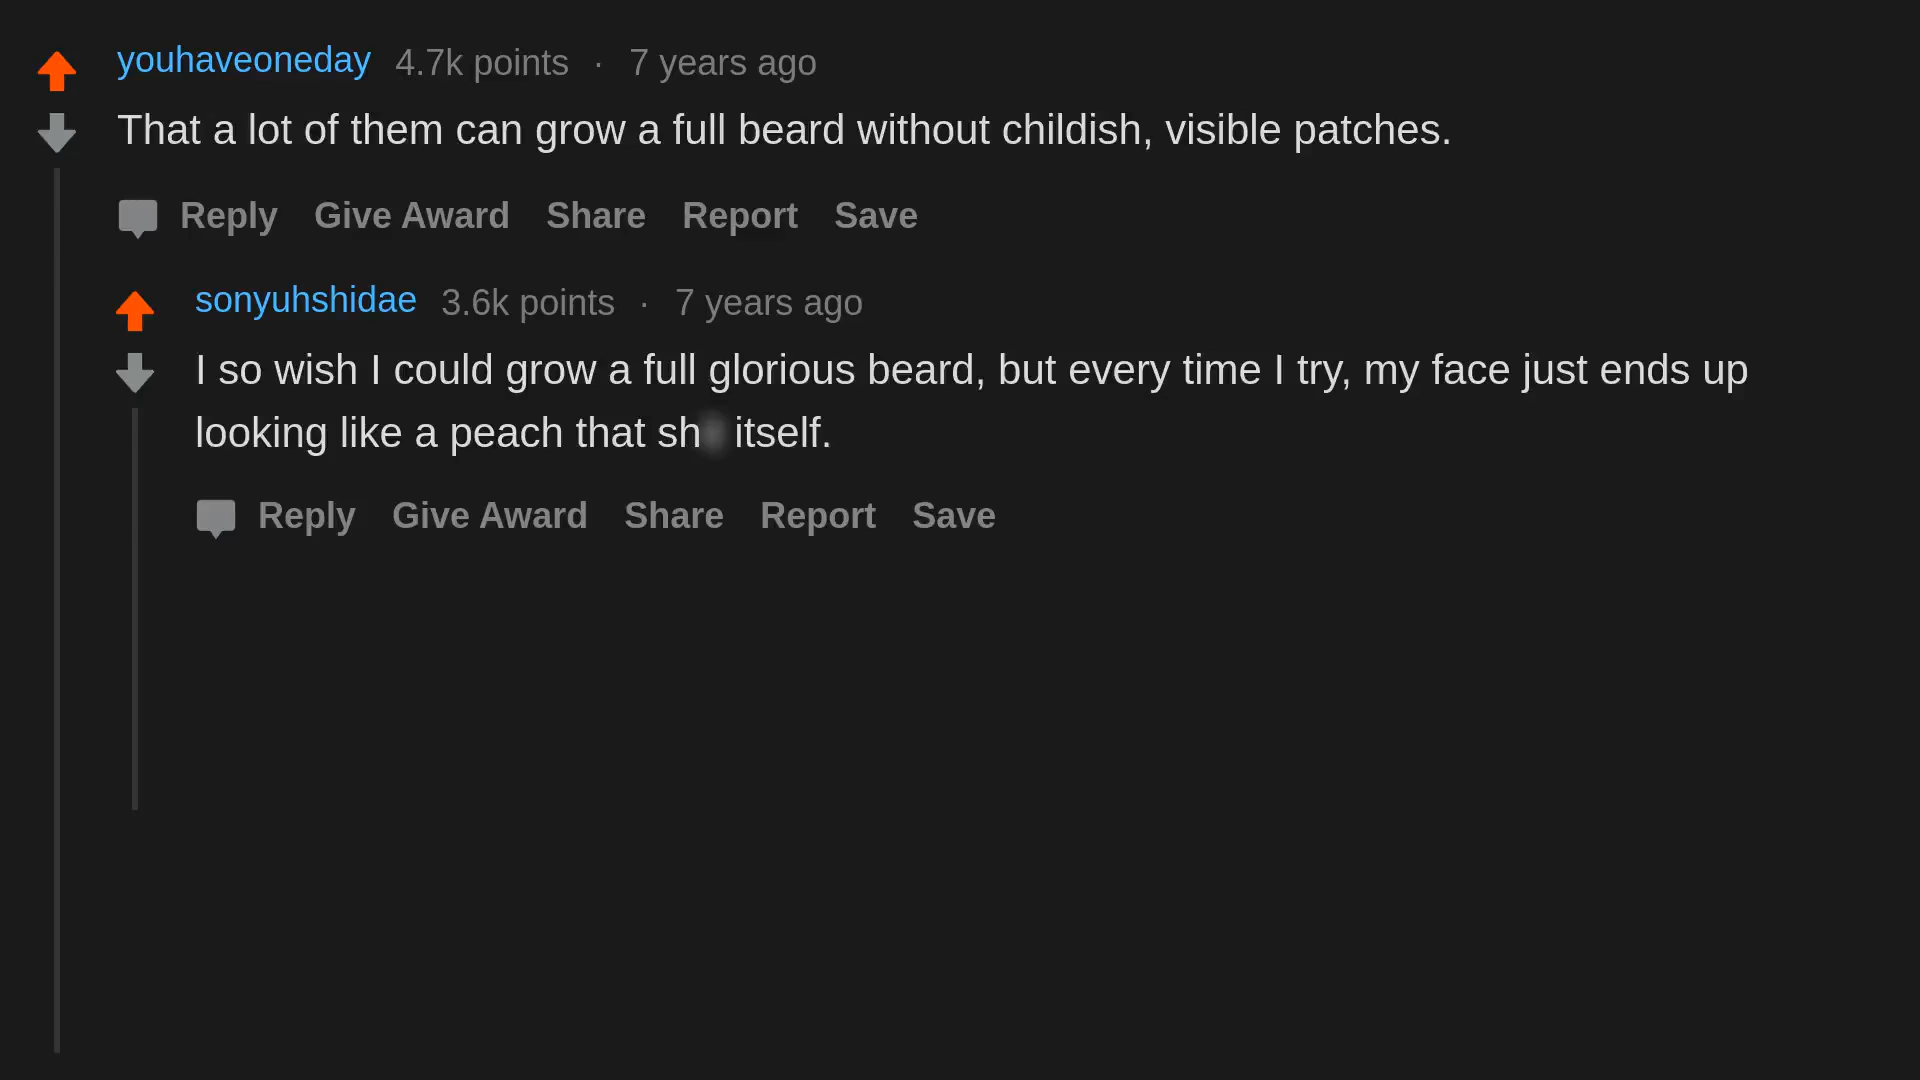 youhaveoneday 4.7k points · 7 years ago
That a lot of them can grow a full beard without childish, visible patches.
Reply Give Award Share Report Save
sonyuhshidae 3.6k points · 7 years ago
I so wish I could grow a full glorious beard, but every time I try, my face just ends up
looking like a peach that itself.
Reply Give Award Share Report Save